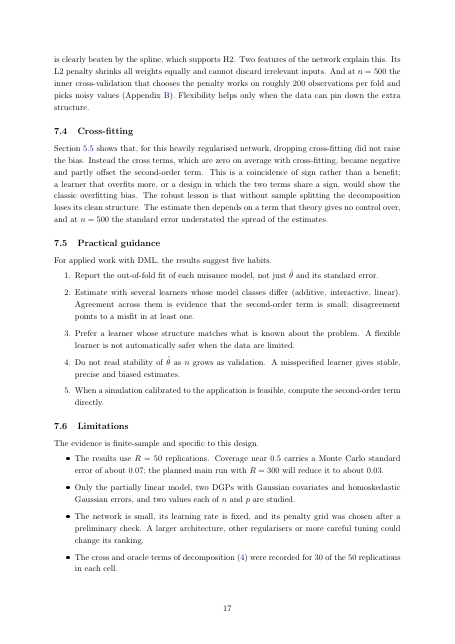 is clearly beaten by the spline, which supports H2. Two features of the network explain this. Its
L2 penalty shrinks all weights equally and cannot discard irrelevant inputs. And at n = 500 the
inner cross-validation that chooses the penalty works on roughly 200 observations per fold and
picks noisy values (Appendix B). Flexibility helps only when the data can pin down the extra
structure.
7.4 Cross-fitting
Section 5.5 shows that, for this heavily regularised network, dropping cross-fitting did not raise
the bias. Instead the cross terms, which are zero on average with cross-fitting, became negative
and partly offset the second-order term. This is a coincidence of sign rather than a benefit;
a learner that overfits more, or a design in which the two terms share a sign, would show the
classic overfitting bias. The robust lesson is that without sample splitting the decomposition
loses its clean structure. The estimate then depends on a term that theory gives no control over,
and at n = 500 the standard error understated the spread of the estimates.
7.5 Practical guidance
For applied work with DML, the results suggest five habits.
1. Report the out-of-fold fit of each nuisance model, not just θ̂ and its standard error.
2. Estimate with several learners whose model classes differ (additive, interactive, linear).
Agreement across them is evidence that the second-order term is small; disagreement
points to a misfit in at least one.
3. Prefer a learner whose structure matches what is known about the problem. A flexible
learner is not automatically safer when the data are limited.
4. Do not read stability of θ̂ as n grows as validation. A misspecified learner gives stable,
precise and biased estimates.
5. When a simulation calibrated to the application is feasible, compute the second-order term
directly.
7.6 Limitations
The evidence is finite-sample and specific to this design.
• The results use R = 50 replications. Coverage near 0.5 carries a Monte Carlo standard
error of about 0.07; the planned main run with R = 300 will reduce it to about 0.03.
• Only the partially linear model, two DGPs with Gaussian covariates and homoskedastic
Gaussian errors, and two values each of n and p are studied.
• The network is small, its learning rate is fixed, and its penalty grid was chosen after a
preliminary check. A larger architecture, other regularisers or more careful tuning could
change its ranking.
• The cross and oracle terms of decomposition (4) were recorded for 30 of the 50 replications
in each cell.
17